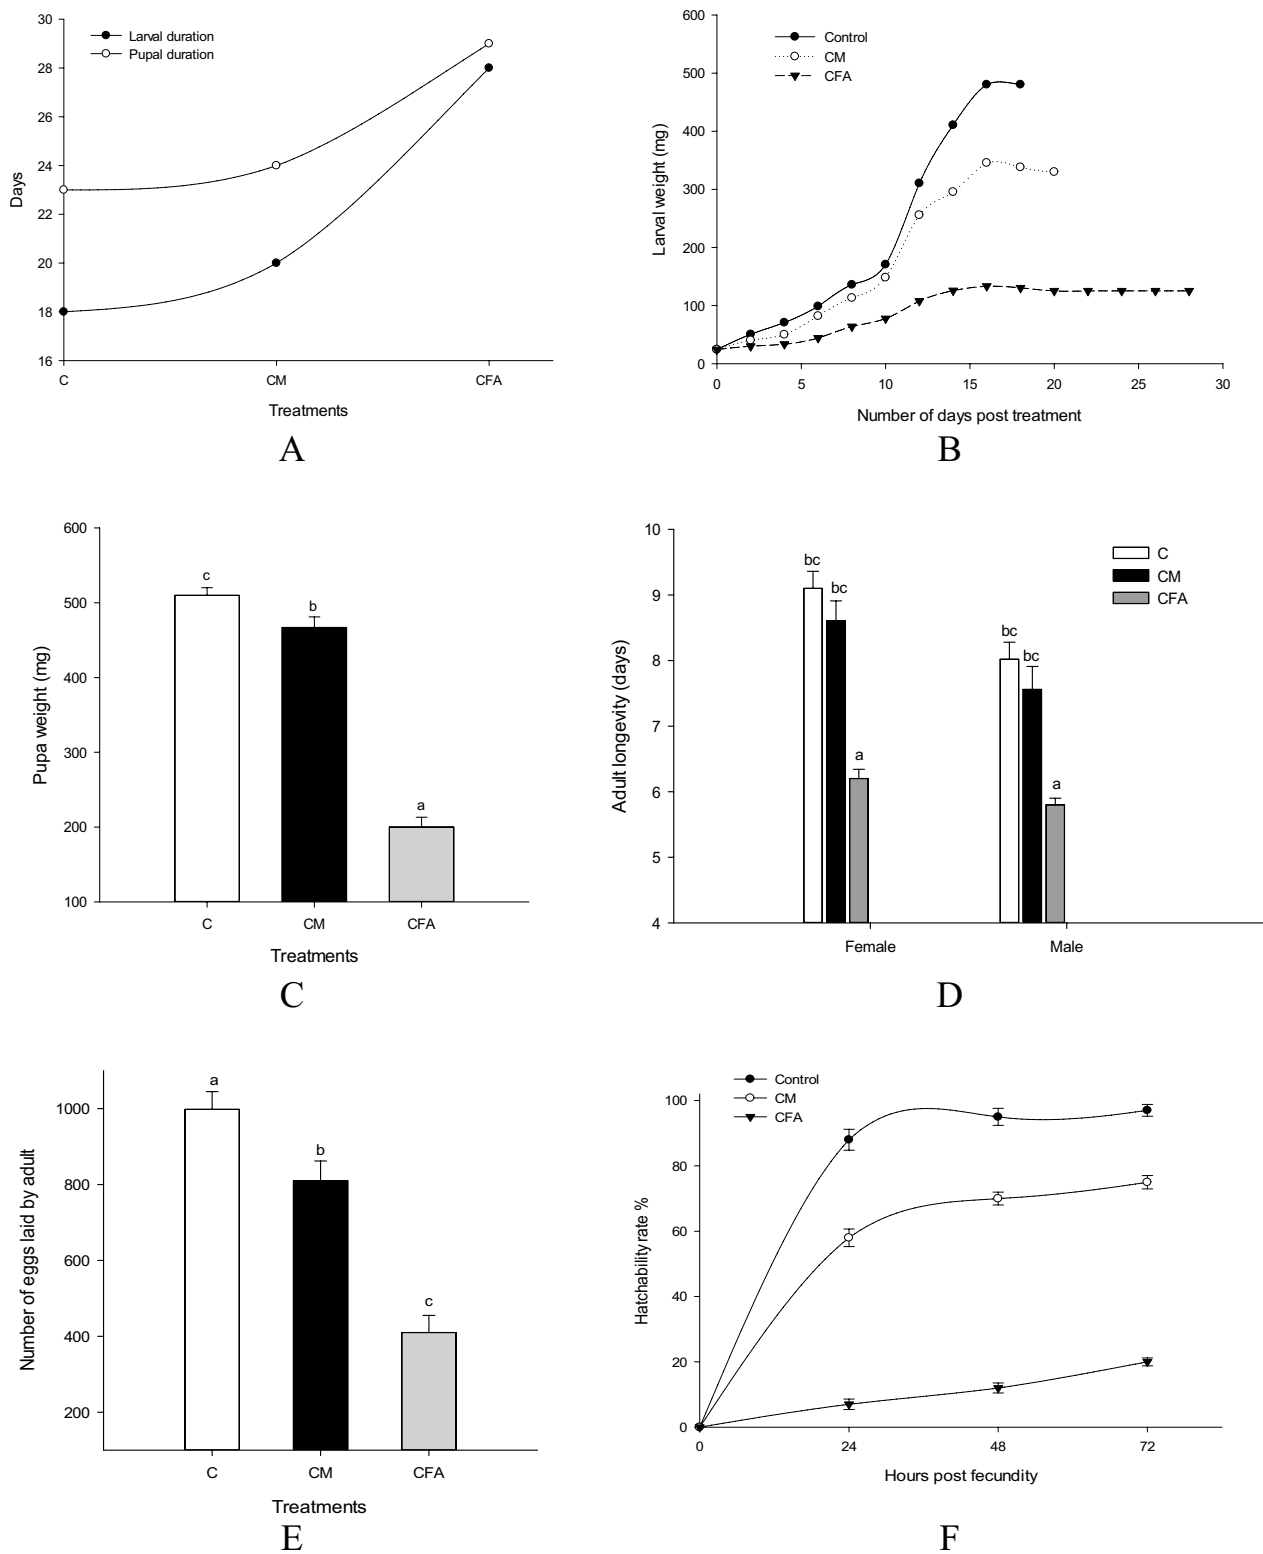 30
28
26
24
22
20
18
16
Days
Larval duration
Pupal duration
C CM CFA
Treatments
A
600
500
400
300
200
100
0
Larval weight (mg)
Control
CM
CFA
0 5 10 15 20 25 30
Number of days post treatment
B
600
500
400
300
200
100
Pupa weight (mg)
c
b
a
C CM CFA
Treatments
C
10
9
8
7
6
5
4
Adult longevity (days)
bc
bc
a
bc
bc
a
C
CM
CFA
Female Male
D
1000
800
600
400
200
Number of eggs laid by adult
a
b
c
C CM CFA
Treatments
E
100
80
60
40
20
0
Hatchability rate %
Control
CM
CFA
0 24 48 72
Hours post fecundity
F